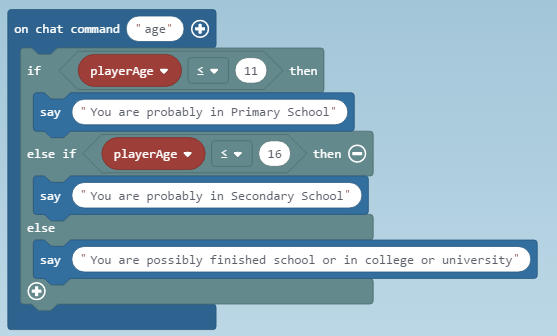 on chat command "age"
if playerAge ≤ 11 then
say "You are probably in Primary School"
else if playerAge ≤ 16 then
say "You are probably in Secondary School"
else
say "You are possibly finished school or in college or university"